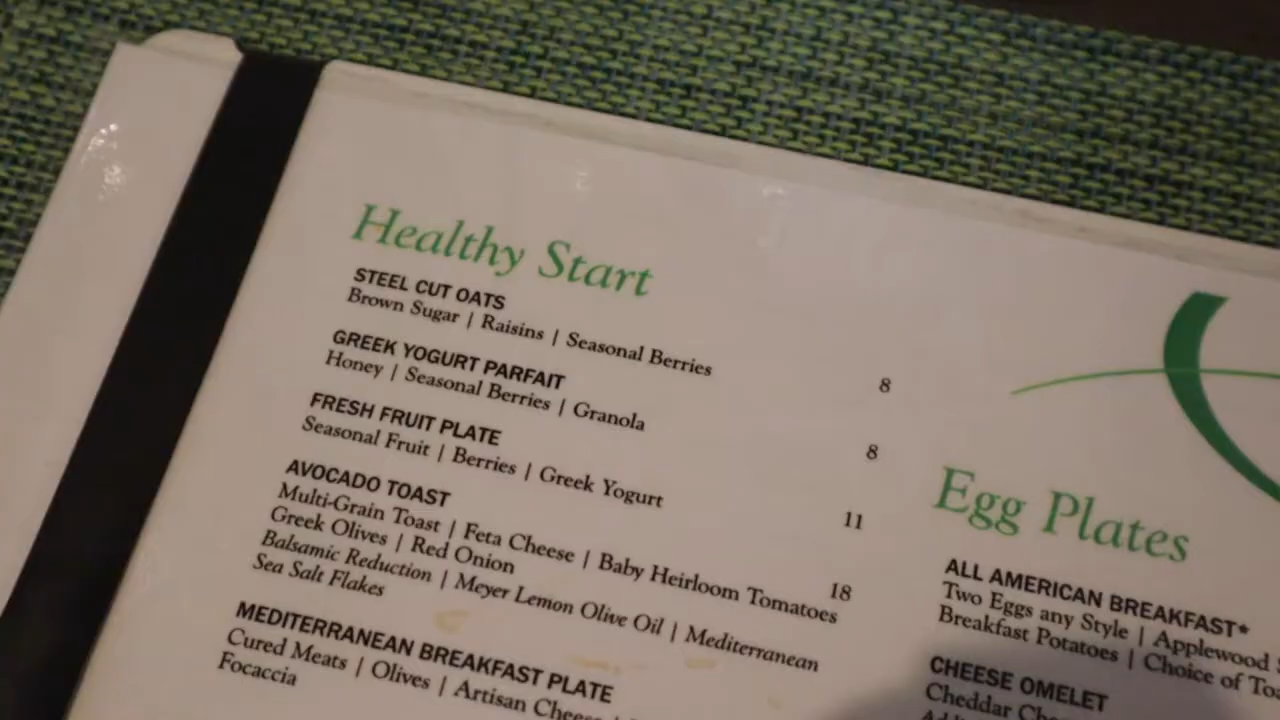 Healthy Start
STEEL CUT OATS
Brown Sugar | Raisins | Seasonal Berries
8
GREEK YOGURT PARFAIT
Honey | Seasonal Berries | Granola
8
FRESH FRUIT PLATE
Seasonal Fruit | Berries | Greek Yogurt
11
AVOCADO TOAST
18
Multi-Grain Toast | Feta Cheese | Baby Heirloom Tomatoes
Greek Olives | Red Onion
Balsamic Reduction | Meyer Lemon Olive Oil | Mediterranean
Sea Salt Flakes
MEDITERRANEAN BREAKFAST PLATE
Cured Meats | Olives | Artisan Cheese
Focaccia
Egg Plates
ALL AMERICAN BREAKFAST*
Two Eggs any Style | Applewood
Breakfast Potatoes | Choice of
CHEESE OMELET
Cheddar